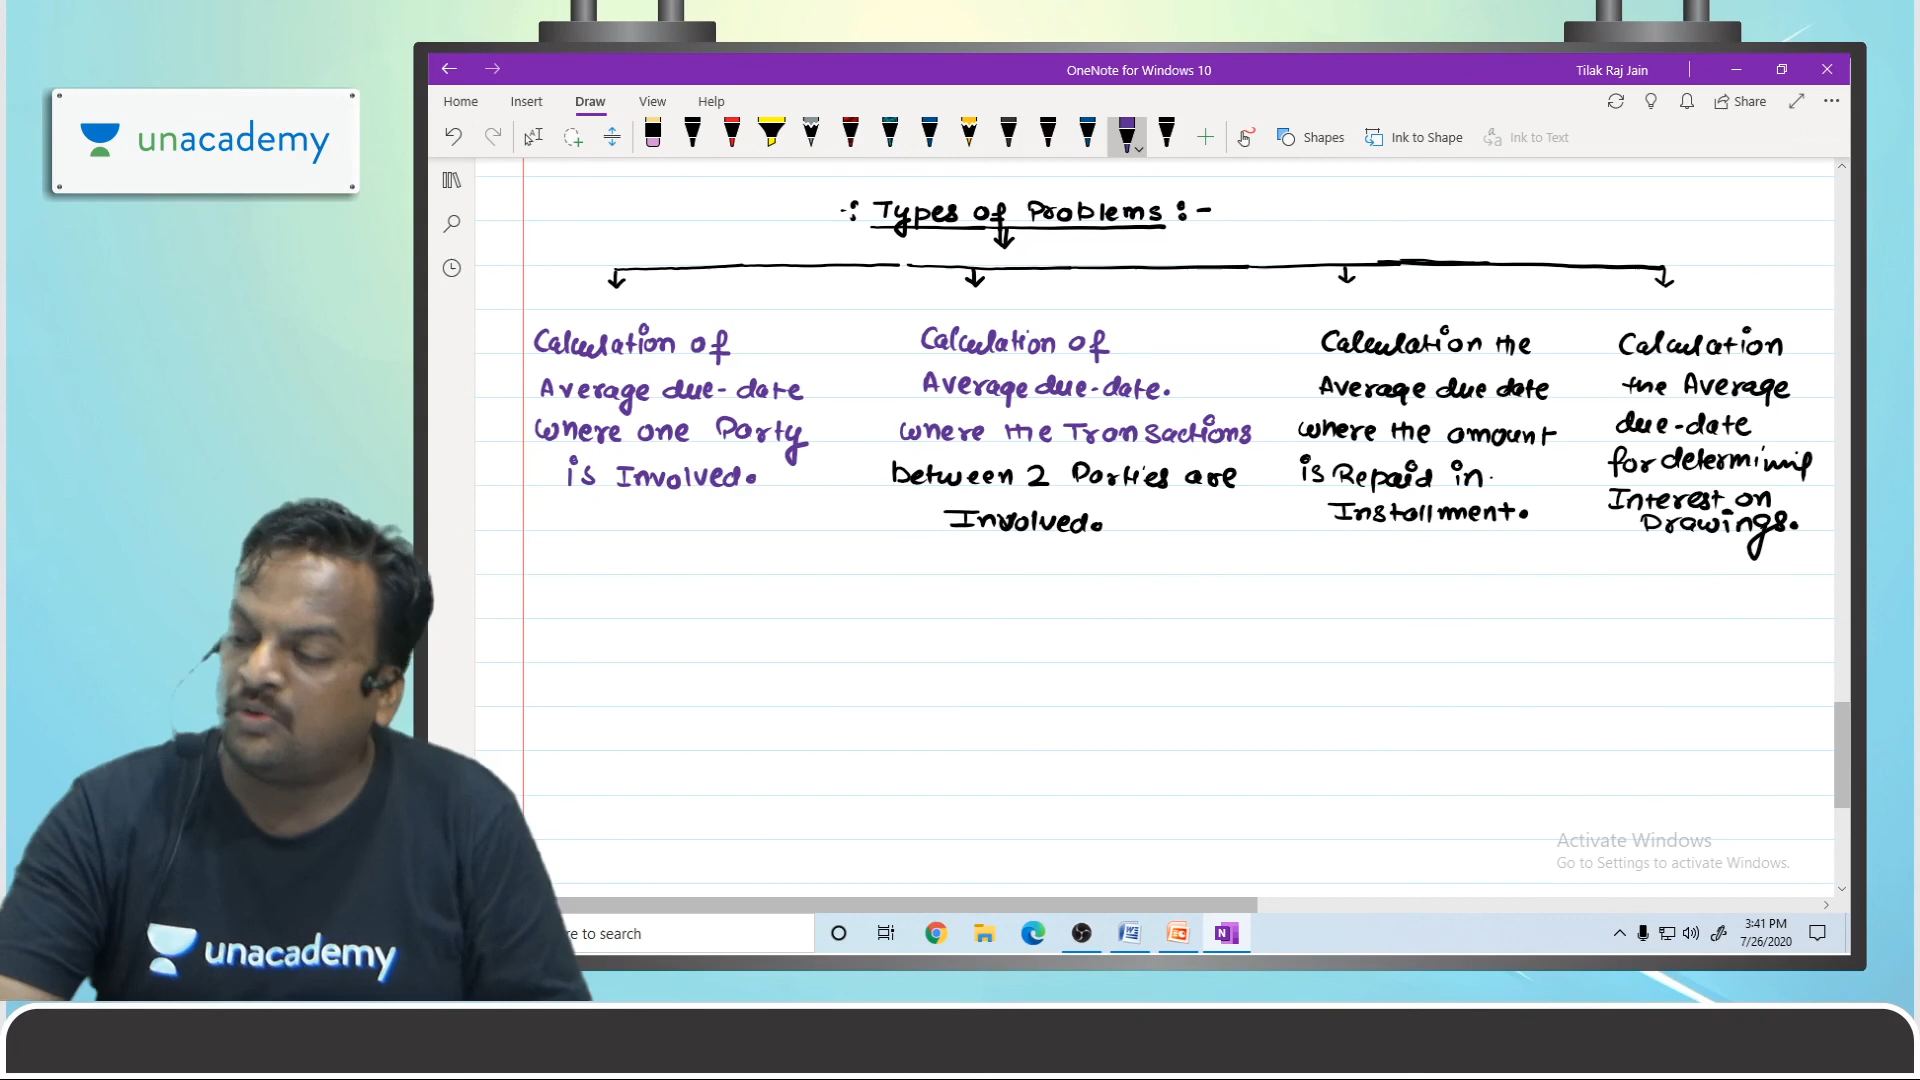 unacademy
OneNote for Windows 10
Tilak Raj Jain
Home Insert Draw View Help
Share
Shapes Ink to Shape Ink to Text
-: Types of Problems :-
Calculation of
Average due-date
where one Party
is Involved.
Calculation of
Average due-date.
where the Transactions
between 2 Parties are
Involved.
Calculation the
Average due date
where the amount
is Repaid in
Installment.
Calculation
the Average
due-date
for determining
Interest on
Drawings.
Activate Windows
Go to Settings to activate Windows.
re to search
3:41 PM
7/26/2020
unacademy